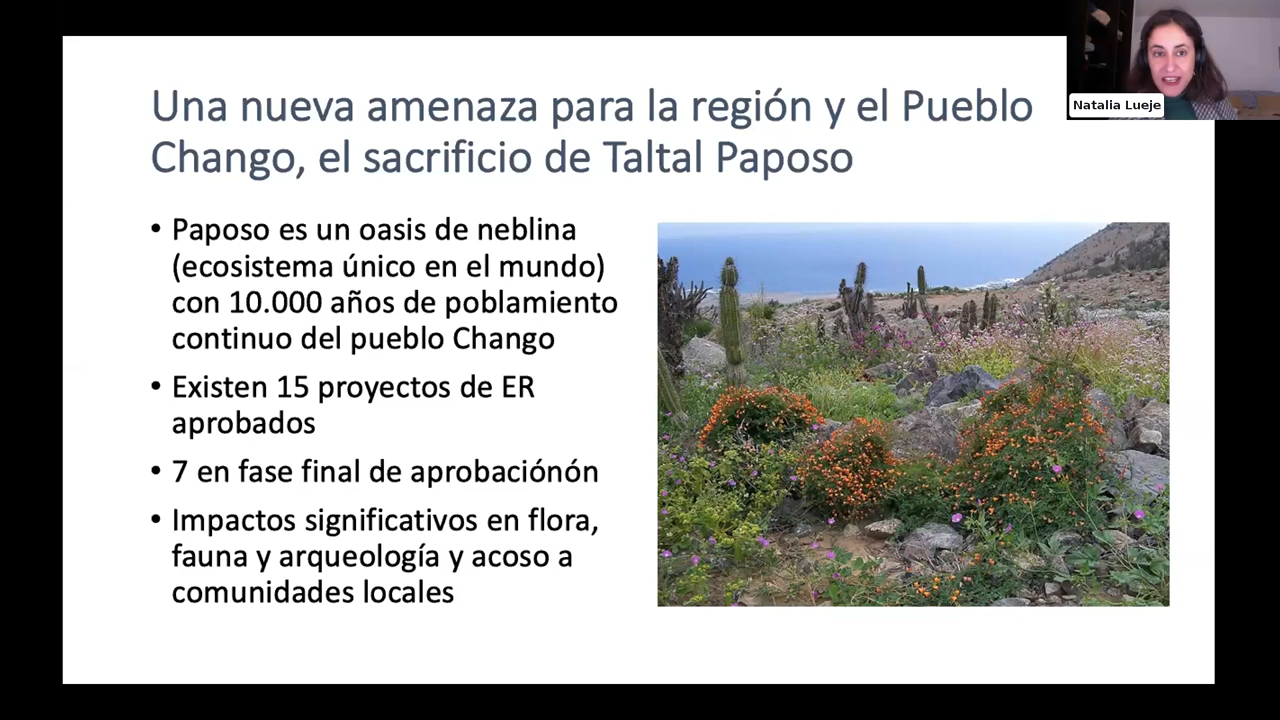 Una nueva amenaza para la región y el Pueblo
Chango, el sacrificio de Taltal Paposo
• Paposo es un oasis de neblina
(ecosistema único en el mundo)
con 10.000 años de poblamiento
continuo del pueblo Chango
• Existen 15 proyectos de ER
aprobados
• 7 en fase final de aprobaciónón
• Impactos significativos en flora,
fauna y arqueología y acoso a
comunidades locales
Natalia Lueje